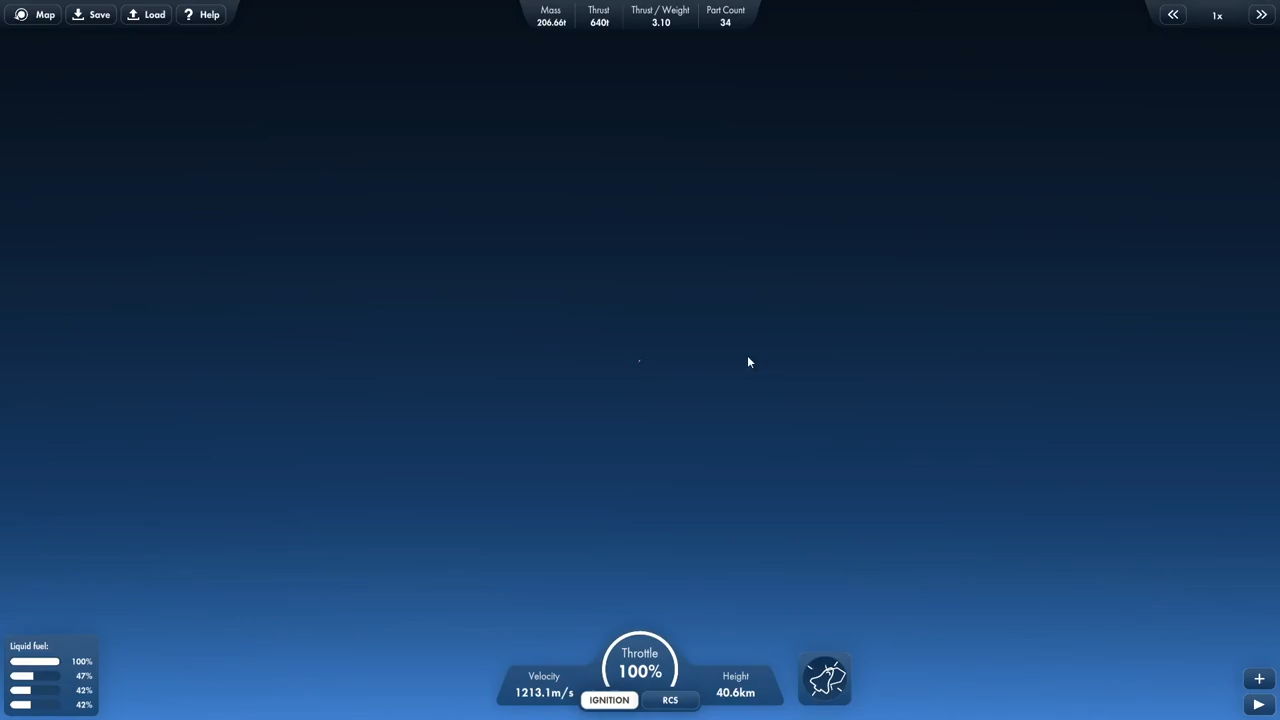 Map Save Load ? Help
Mass Thrust Thrust / Weight Part Count
206.66t 640t 3.10 34
1x
Liquid fuel:
100%
47%
42%
42%
Throttle
100%
Velocity
1213.1m/s
Height
40.6km
IGNITION RCS